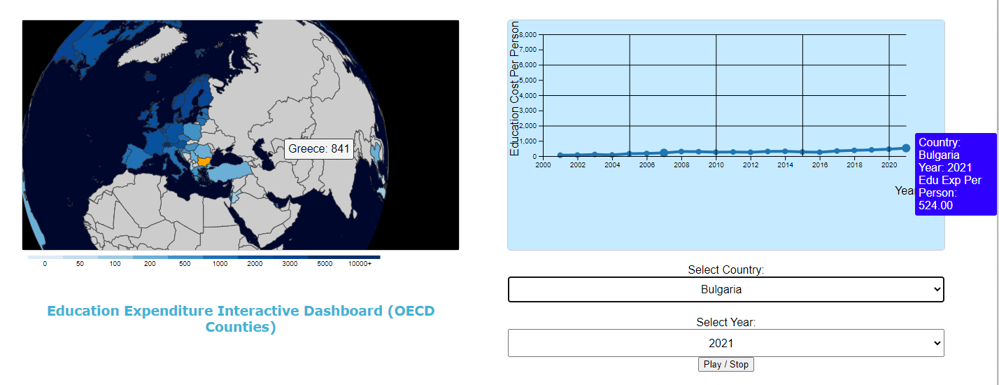 Greece: 841
0 50 100 200 500 1000 2000 3000 5000 10000+
Education Expenditure Interactive Dashboard (OECD
Counties)
Education Cost Per Person
8,000
7,000
6,000
5,000
4,000
3,000
2,000
1,000
0
2000 2002 2004 2006 2008 2010 2012 2014 2016 2018 2020
Yea
Country:
Bulgaria
Year: 2021
Edu Exp Per
Person:
524.00
Select Country:
Bulgaria
Select Year:
2021
Play / Stop